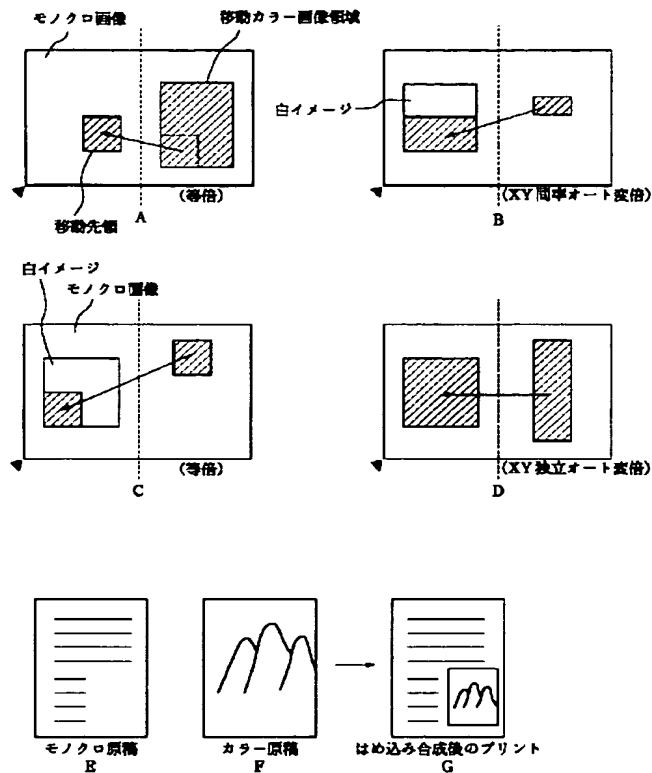 モノクロ画像
移動カラー画像領域
白イメージ
(等倍)
(XY同率オート変倍)
移動先領
A
B
白イメージ
モノクロ画像
(等倍)
(XY独立オート変倍)
C
D
モノクロ原稿
カラー原稿
はめ込み合成後のプリント
E
F
G